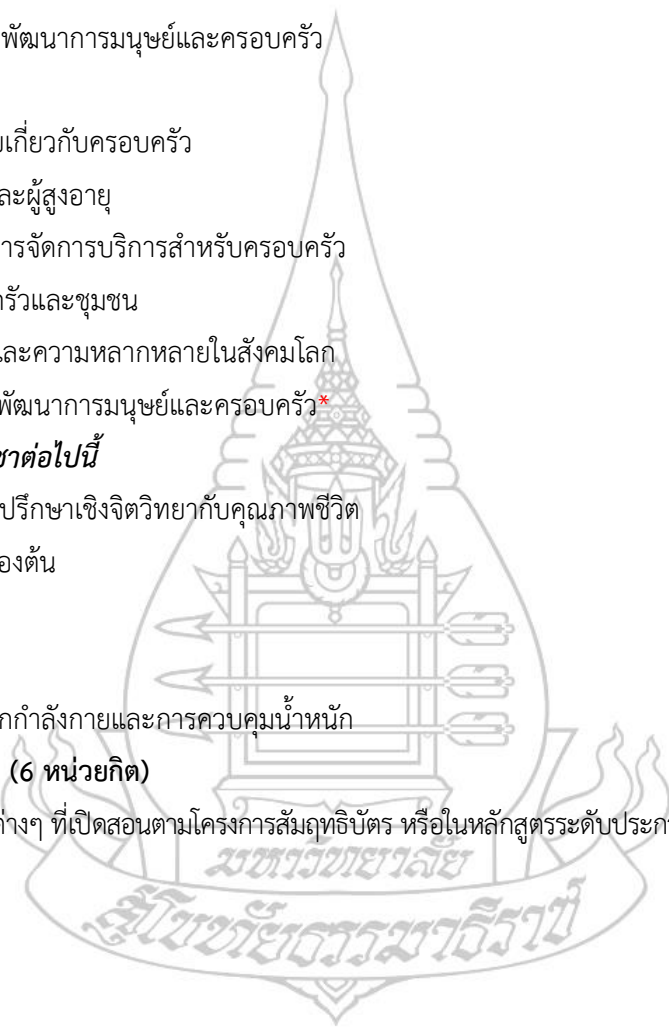 พัฒนาการมนุษย์และครอบครัว
เกี่ยวกับครอบครัว
ละผู้สูงอายุ
ารจัดการบริการสำหรับครอบครัว
รัวและชุมชน
และความหลากหลายในสังคมโลก
พัฒนาการมนุษย์และครอบครัว*
ชาต่อไปนี้
ปรึกษาเชิงจิตวิทยากับคุณภาพชีวิต
องต้น
กกำลังกายและการควบคุมน้ำหนัก
(6 หน่วยกิต)
่างๆ ที่เปิดสอนตามโครงการสัมฤทธิบัตร หรือในหลักสูตรระดับประกา
มหาวิทยาลัย
สุโขทัยธรรมาธิราช